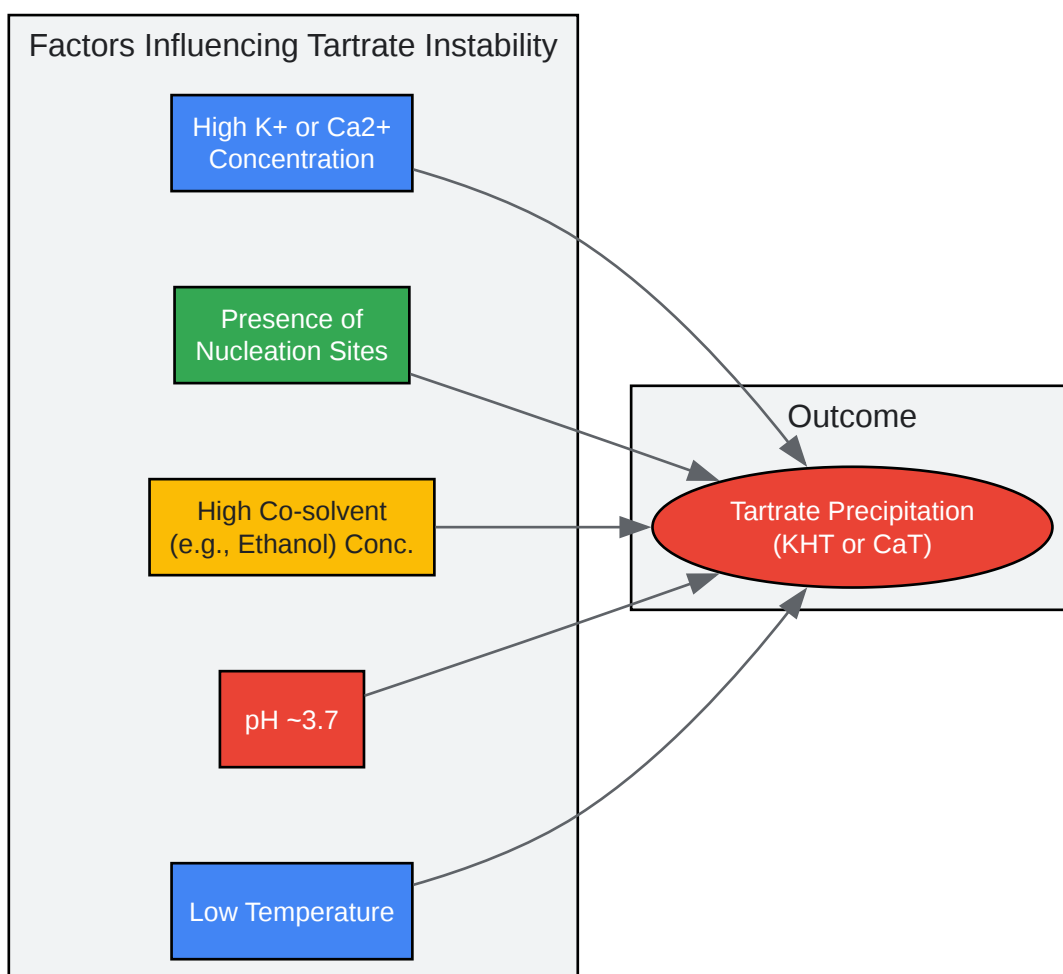 Factors Influencing Tartrate Instability
High K+ or Ca2+
Concentration
Presence of
Nucleation Sites
High Co-solvent
(e.g., Ethanol) Conc.
pH ~3.7
Low Temperature
Outcome
Tartrate Precipitation
(KHT or CaT)